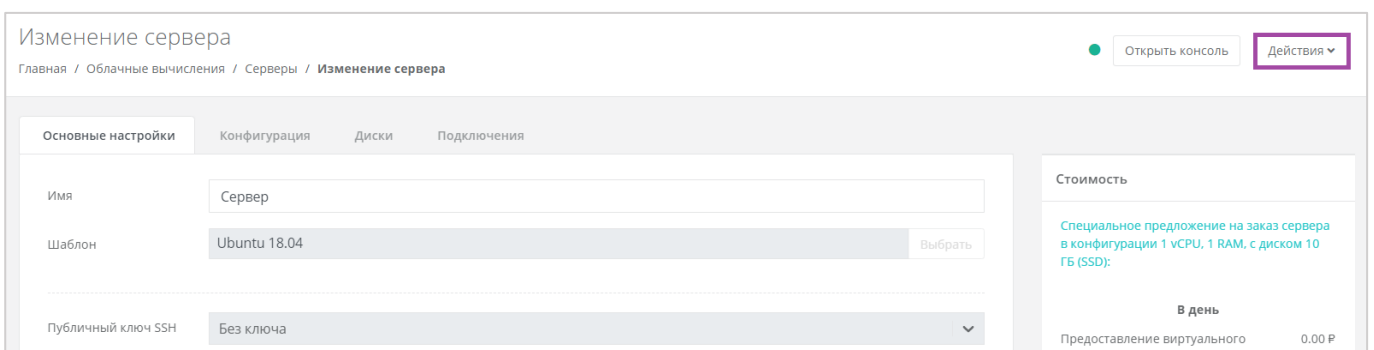 Изменение сервера
Главная / Облачные вычисления / Серверы / Изменение сервера
Открыть консоль
Действия
Основные настройки
Конфигурация
Диски
Подключения
Имя
Сервер
Шаблон
Ubuntu 18.04
Выбрать
Публичный ключ SSH
Без ключа
Стоимость
Специальное предложение на заказ сервера
в конфигурации 1 vCPU, 1 RAM, с диском 10
ГБ (SSD):
В день
Предоставление виртуального
0.00 ₽